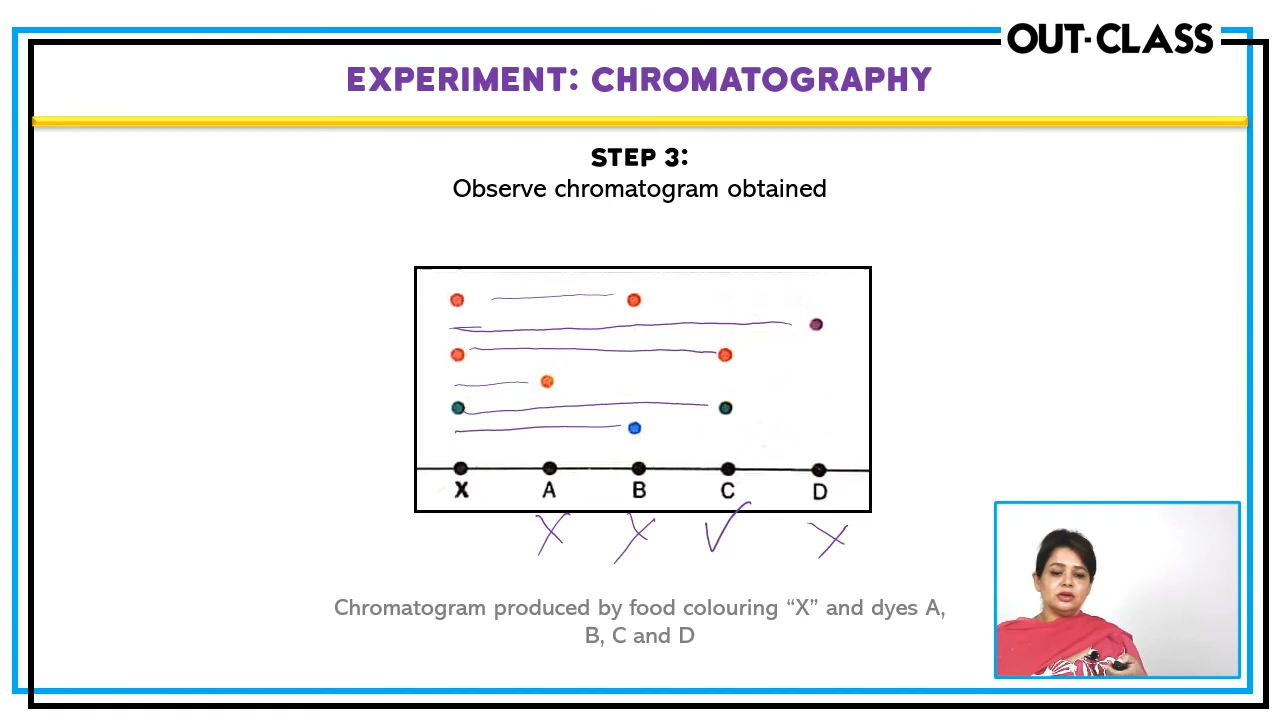 OUT-CLASS
EXPERIMENT: CHROMATOGRAPHY
STEP 3:
Observe chromatogram obtained
X A B C D
Chromatogram produced by food colouring “X” and dyes A,
B, C and D